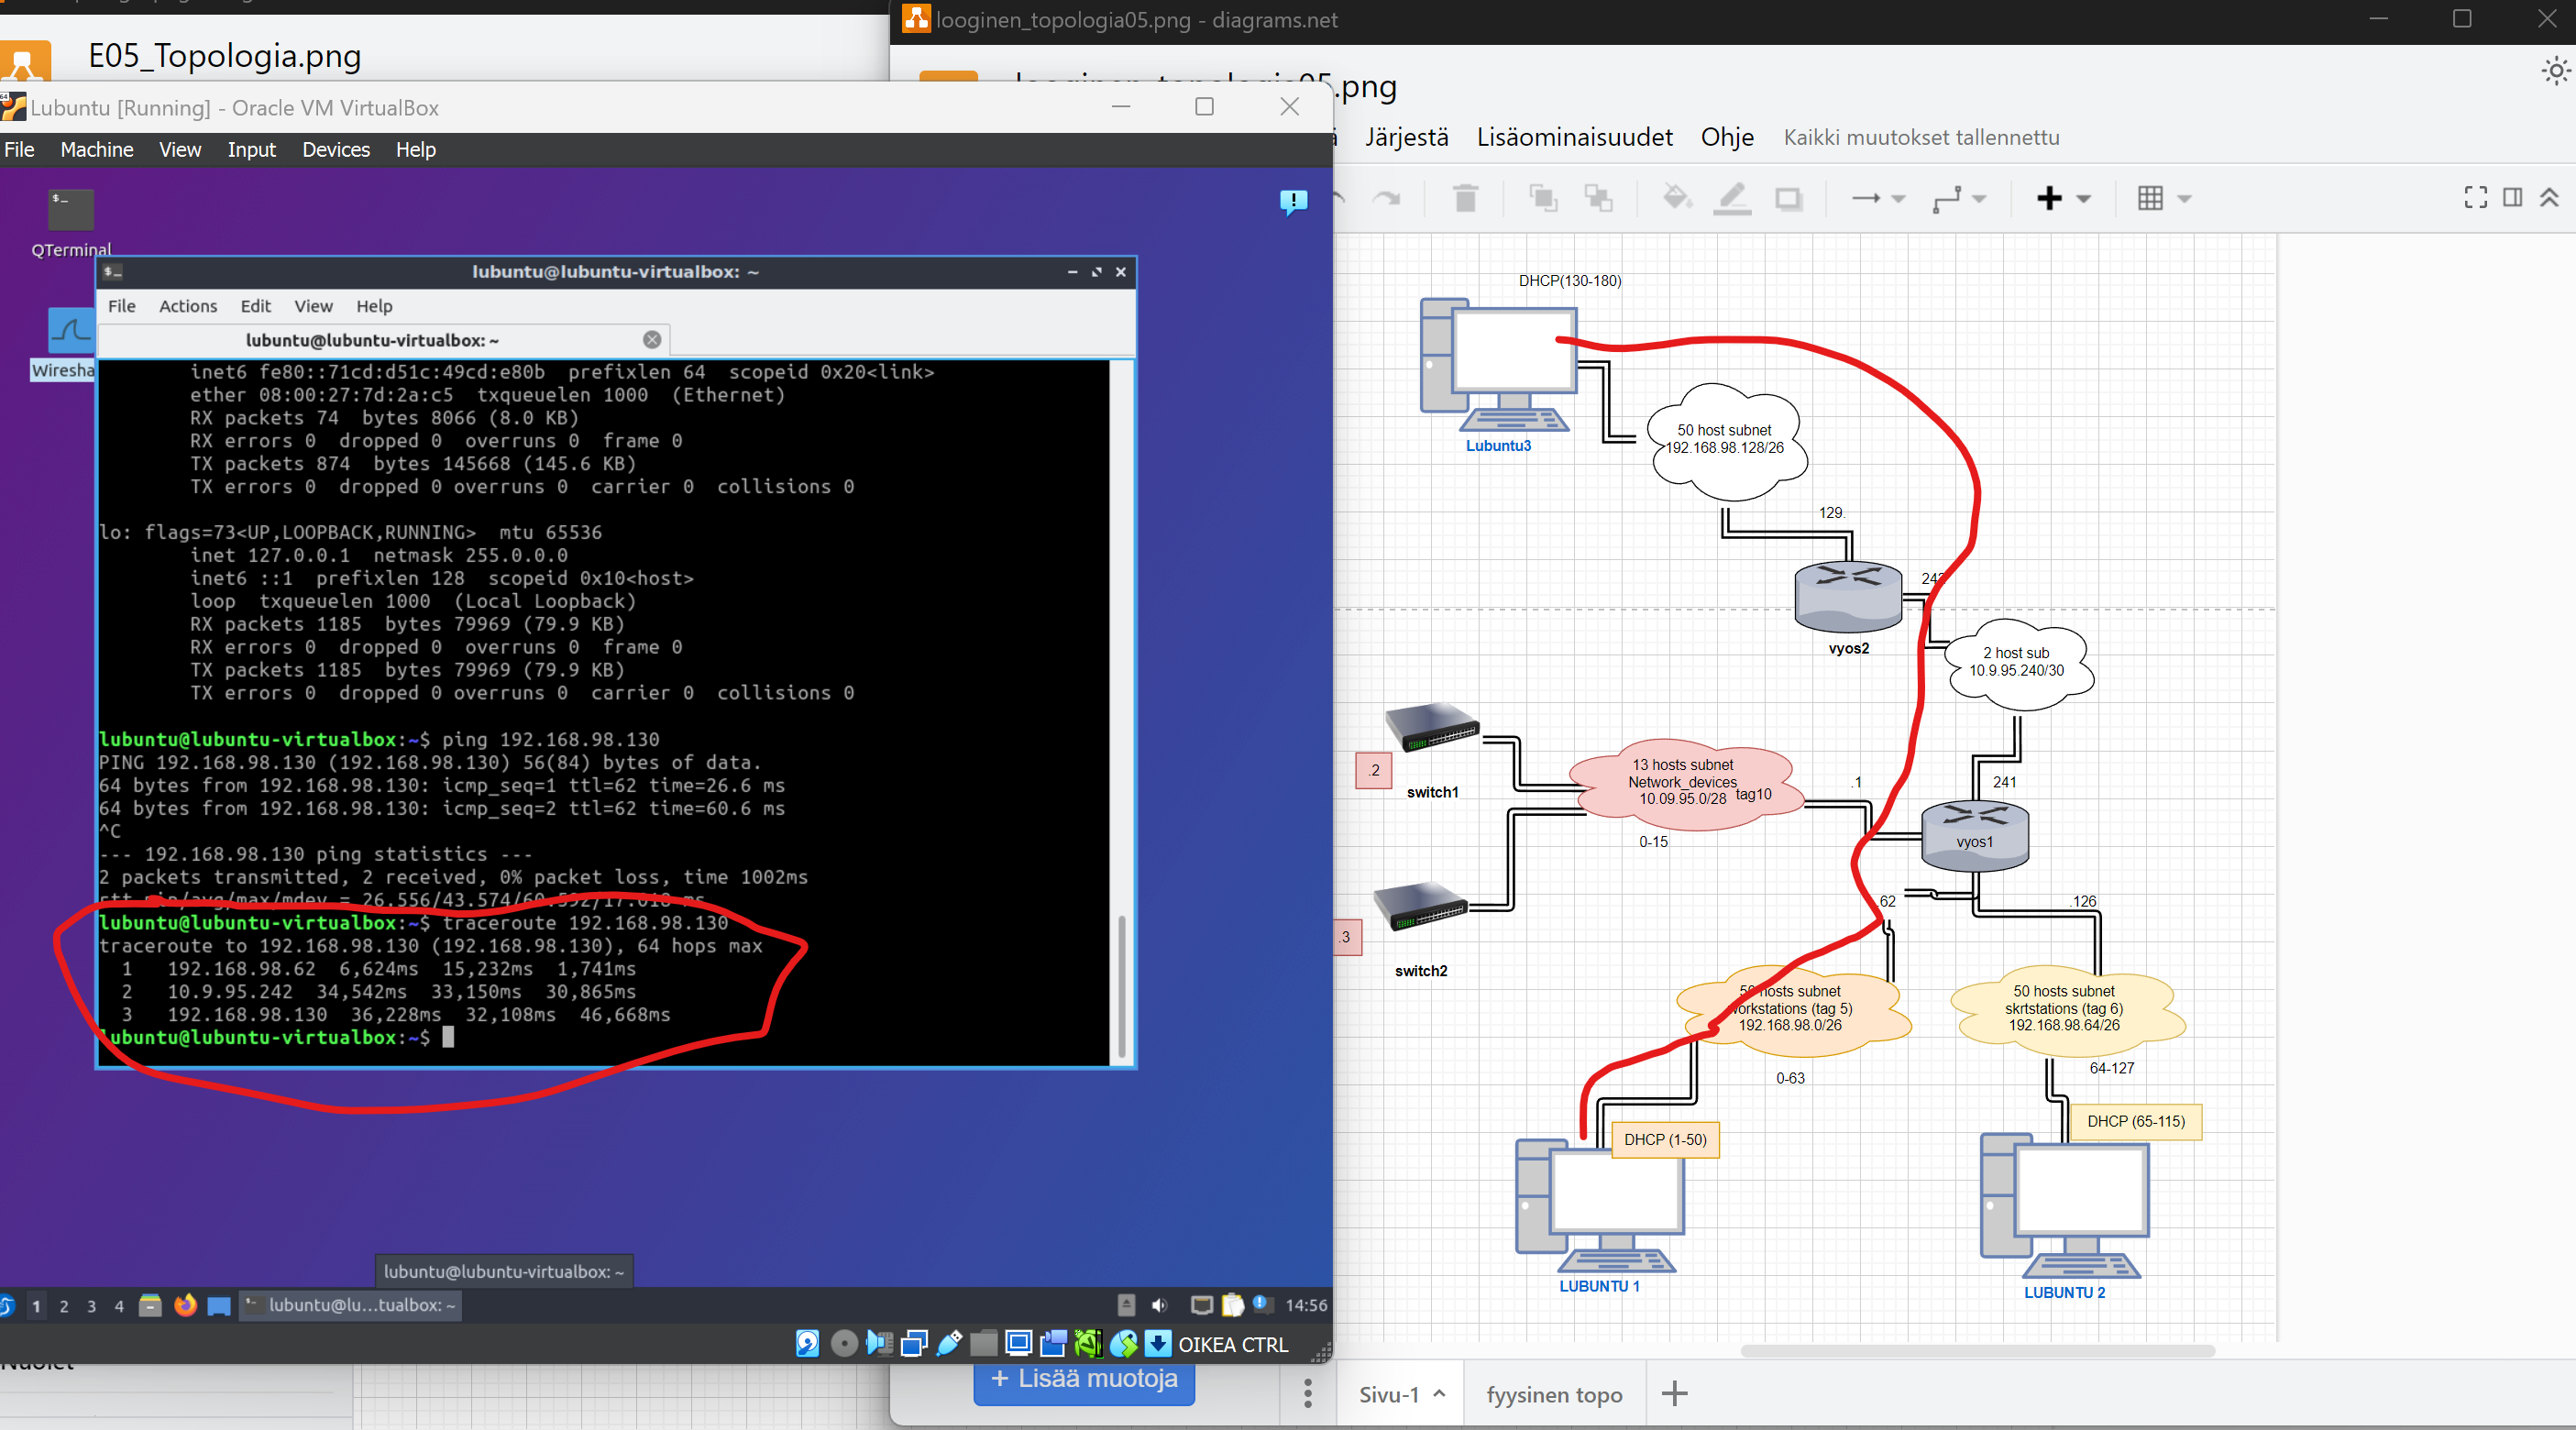 E05_Topologia.png
looginen_topologia05.png - diagrams.net
Lubuntu [Running] - Oracle VM VirtualBox
File Machine View Input Devices Help
.png
Järjestä Lisäominaisuudet Ohje Kaikki muutokset tallennettu
QTerminal
Wiresha
lubuntu@lubuntu-virtualbox: ~
File Actions Edit View Help
lubuntu@lubuntu-virtualbox: ~
inet6 fe80::71cd:d51c:49cd:e80b prefixlen 64 scopeid 0x20<link>
ether 08:00:27:7d:2a:c5 txqueuelen 1000 (Ethernet)
RX packets 74 bytes 8066 (8.0 KB)
RX errors 0 dropped 0 overruns 0 frame 0
TX packets 874 bytes 145668 (145.6 KB)
TX errors 0 dropped 0 overruns 0 carrier 0 collisions 0
lo: flags=73<UP,LOOPBACK,RUNNING> mtu 65536
inet 127.0.0.1 netmask 255.0.0.0
inet6 ::1 prefixlen 128 scopeid 0x10<host>
loop txqueuelen 1000 (Local Loopback)
RX packets 1185 bytes 79969 (79.9 KB)
RX errors 0 dropped 0 overruns 0 frame 0
TX packets 1185 bytes 79969 (79.9 KB)
TX errors 0 dropped 0 overruns 0 carrier 0 collisions 0
lubuntu@lubuntu-virtualbox:~$ ping 192.168.98.130
PING 192.168.98.130 (192.168.98.130) 56(84) bytes of data.
64 bytes from 192.168.98.130: icmp_seq=1 ttl=62 time=26.6 ms
64 bytes from 192.168.98.130: icmp_seq=2 ttl=62 time=60.6 ms
^C
--- 192.168.98.130 ping statistics ---
2 packets transmitted, 2 received, 0% packet loss, time 1002ms
rtt min/avg/max/mdev = 26.556/43.574/60.592/17.018 ms
lubuntu@lubuntu-virtualbox:~$ traceroute 192.168.98.130
traceroute to 192.168.98.130 (192.168.98.130), 64 hops max
1 192.168.98.62 6,624ms 15,232ms 1,741ms
2 10.9.95.242 34,542ms 33,150ms 30,865ms
3 192.168.98.130 36,228ms 32,108ms 46,668ms
lubuntu@lubuntu-virtualbox:~$
lubuntu@lubuntu-virtualbox: ~
1 2 3 4
lubuntu@lu...tualbox: ~
14:56
OIKEA CTRL
DHCP(130-180)
Lubuntu3
50 host subnet
192.168.98.128/26
129.
242
vyos2
2 host sub
10.9.95.240/30
241
vyos1
.2
switch1
13 hosts subnet
Network_devices
10.09.95.0/28 tag10
0-15
.1
.3
switch2
.62
.126
50 hosts subnet
workstations (tag 5)
192.168.98.0/26
0-63
50 hosts subnet
skrtstations (tag 6)
192.168.98.64/26
64-127
DHCP (1-50)
DHCP (65-115)
LUBUNTU 1
LUBUNTU 2
+ Lisää muotoja
Sivu-1
fyysinen topo